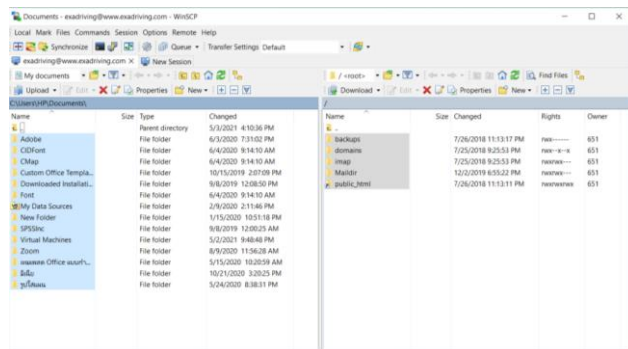 Documents - exadriving@www.exadriving.com - WinSCP
Local Mark Files Commands Session Options Remote Help
Synchronize Queue Transfer Settings Default
exadriving@www.exadriving.com × New Session
My documents / <root> Find Files
Upload Edit Properties New Download Edit Properties New
C:\Users\HP\Documents\ /
Name Size Type Changed Name Size Changed Rights Owner
Parent directory 5/3/2021 4:10:36 PM ..
Adobe File folder 6/3/2020 7:31:02 PM backups 7/26/2018 11:13:17 PM rwx------ 651
CIDFont File folder 6/4/2020 9:14:10 AM domains 7/25/2018 9:25:53 PM rwx--x--x 651
CMap File folder 6/4/2020 9:14:10 AM imap 7/25/2018 9:25:53 PM rwxrwx--- 651
Custom Office Templa... File folder 10/15/2019 2:07:09 PM Maildir 12/2/2019 6:55:22 PM rwxrwx--- 651
Downloaded Installati... File folder 9/8/2019 12:08:50 PM public_html 7/26/2018 11:13:11 PM rwxrwxrwx 651
Font File folder 6/4/2020 9:14:10 AM
My Data Sources File folder 2/9/2020 2:11:46 PM
New Folder File folder 1/15/2020 10:51:18 PM
SPSSInc File folder 9/8/2019 12:00:25 AM
Virtual Machines File folder 5/2/2021 9:48:48 PM
Zoom File folder 8/9/2020 11:56:28 AM
Office File folder 5/15/2020 10:20:59 AM
File folder 10/21/2020 3:20:25 PM
File folder 5/24/2020 8:38:31 PM